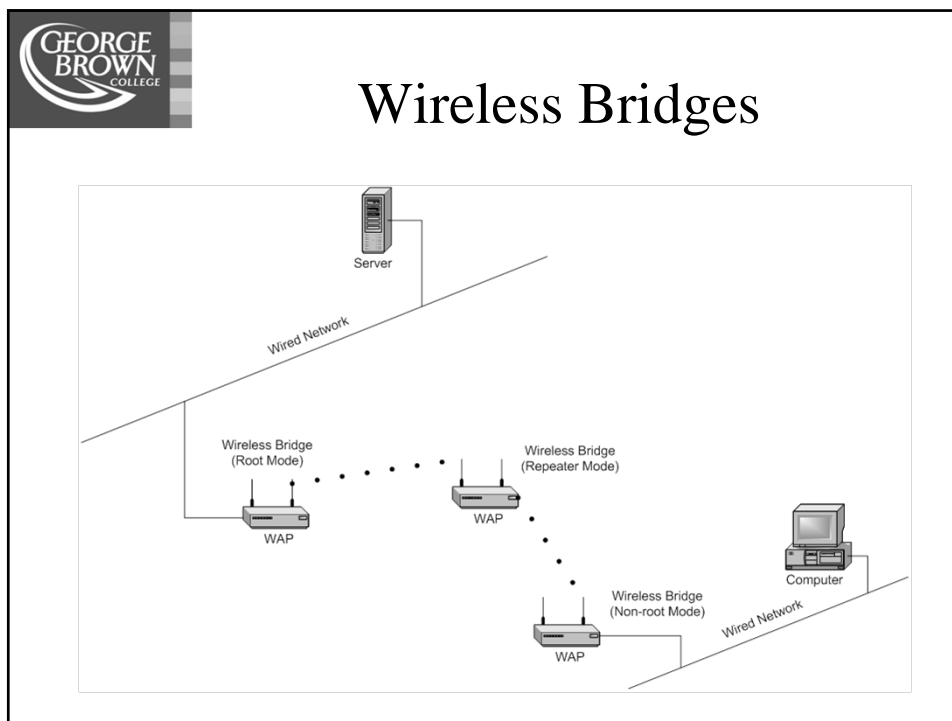 GEORGE
BROWN
COLLEGE
Wireless Bridges
Server
Wired Network
Wireless Bridge
(Root Mode)
WAP
Wireless Bridge
(Repeater Mode)
WAP
Computer
Wireless Bridge
(Non-root Mode)
WAP
Wired Network